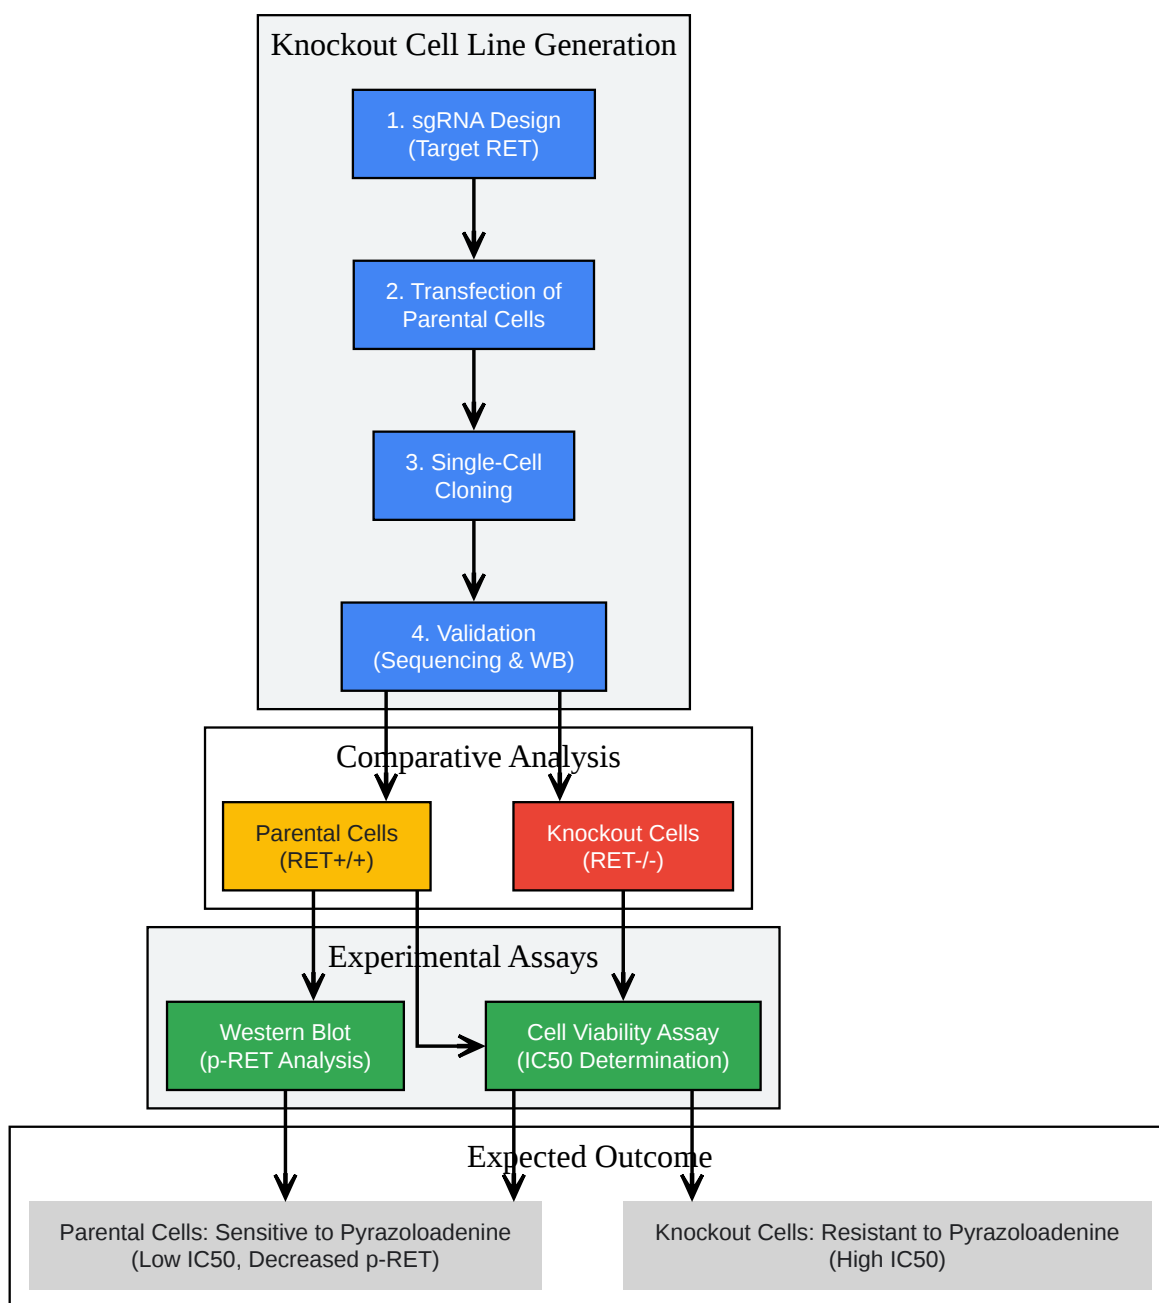 Knockout Cell Line Generation
1. sgRNA Design
(Target RET)
2. Transfection of
Parental Cells
3. Single-Cell
Cloning
4. Validation
(Sequencing & WB)
Comparative Analysis
Parental Cells
(RET+/+)
Knockout Cells
(RET-/-)
Experimental Assays
Western Blot
(p-RET Analysis)
Cell Viability Assay
(IC50 Determination)
Expected Outcome
Parental Cells: Sensitive to Pyrazoloadenine
(Low IC50, Decreased p-RET)
Knockout Cells: Resistant to Pyrazoloadenine
(High IC50)